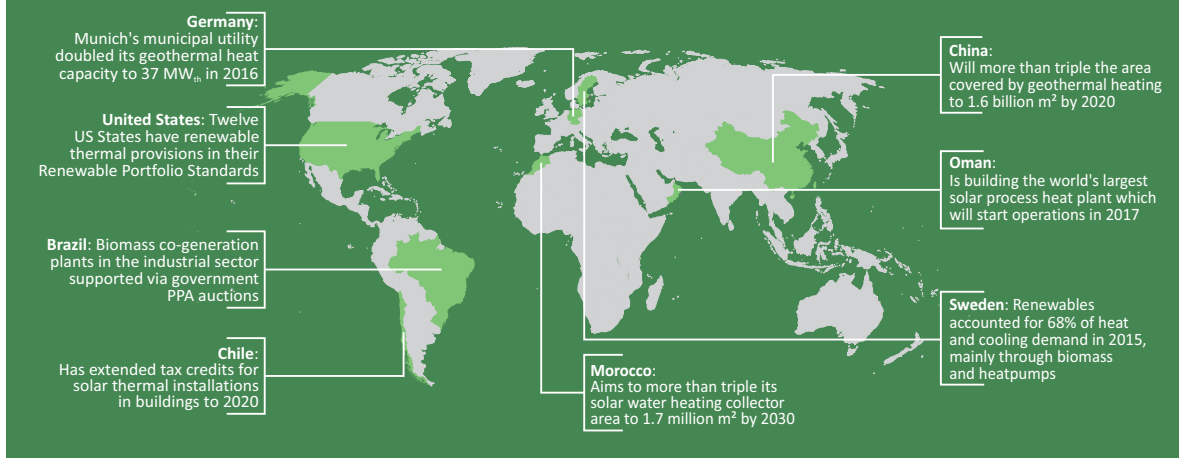 Germany:
Munich's municipal utility
doubled its geothermal heat
capacity to 37 MWth in 2016
United States: Twelve
US States have renewable
thermal provisions in their
Renewable Portfolio Standards
Brazil: Biomass co-generation
plants in the industrial sector
supported via government
PPA auctions
Chile:
Has extended tax credits for
solar thermal installations
in buildings to 2020
Morocco:
Aims to more than triple its
solar water heating collector
area to 1.7 million m² by 2030
China:
Will more than triple the area
covered by geothermal heating
to 1.6 billion m² by 2020
Oman:
Is building the world's largest
solar process heat plant which
will start operations in 2017
Sweden: Renewables
accounted for 68% of heat
and cooling demand in 2015,
mainly through biomass
and heatpumps